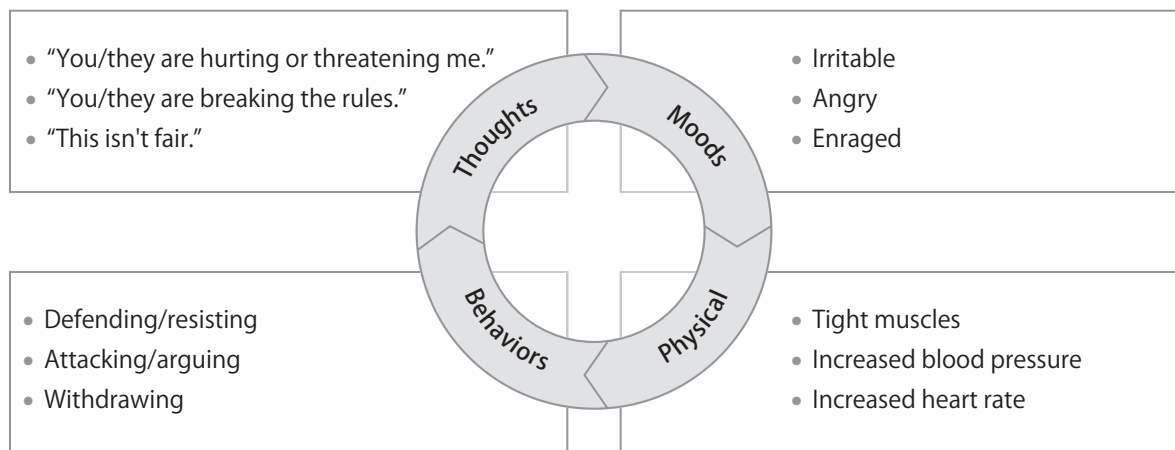 • “You/they are hurting or threatening me.”
• “You/they are breaking the rules.”
• “This isn't fair.”
Thoughts
Moods
• Irritable
• Angry
• Enraged
• Defending/resisting
• Attacking/arguing
• Withdrawing
Behaviors
Physical
• Tight muscles
• Increased blood pressure
• Increased heart rate